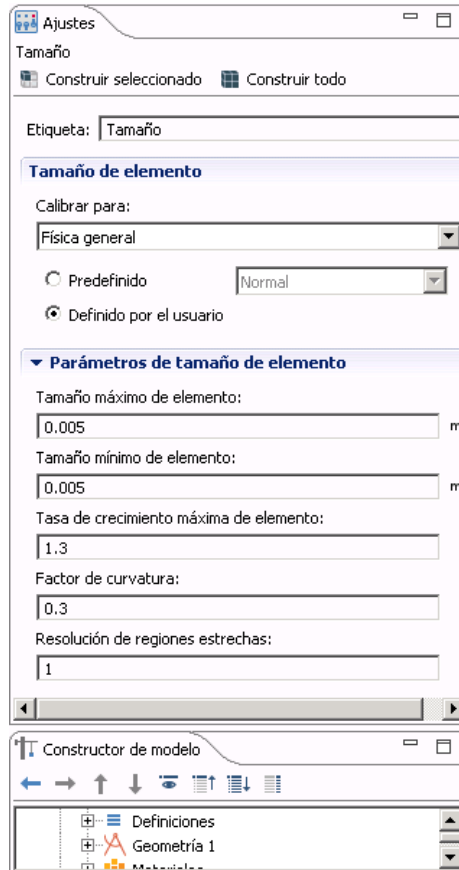 Ajustes
Tamaño
Construir seleccionado Construir todo
Etiqueta: Tamaño
Tamaño de elemento
Calibrar para:
Física general
Predefinido Normal
Definido por el usuario
Parámetros de tamaño de elemento
Tamaño máximo de elemento:
0.005 m
Tamaño mínimo de elemento:
0.005 m
Tasa de crecimiento máxima de elemento:
1.3
Factor de curvatura:
0.3
Resolución de regiones estrechas:
1
Constructor de modelo
Definiciones
Geometría 1
Materiales